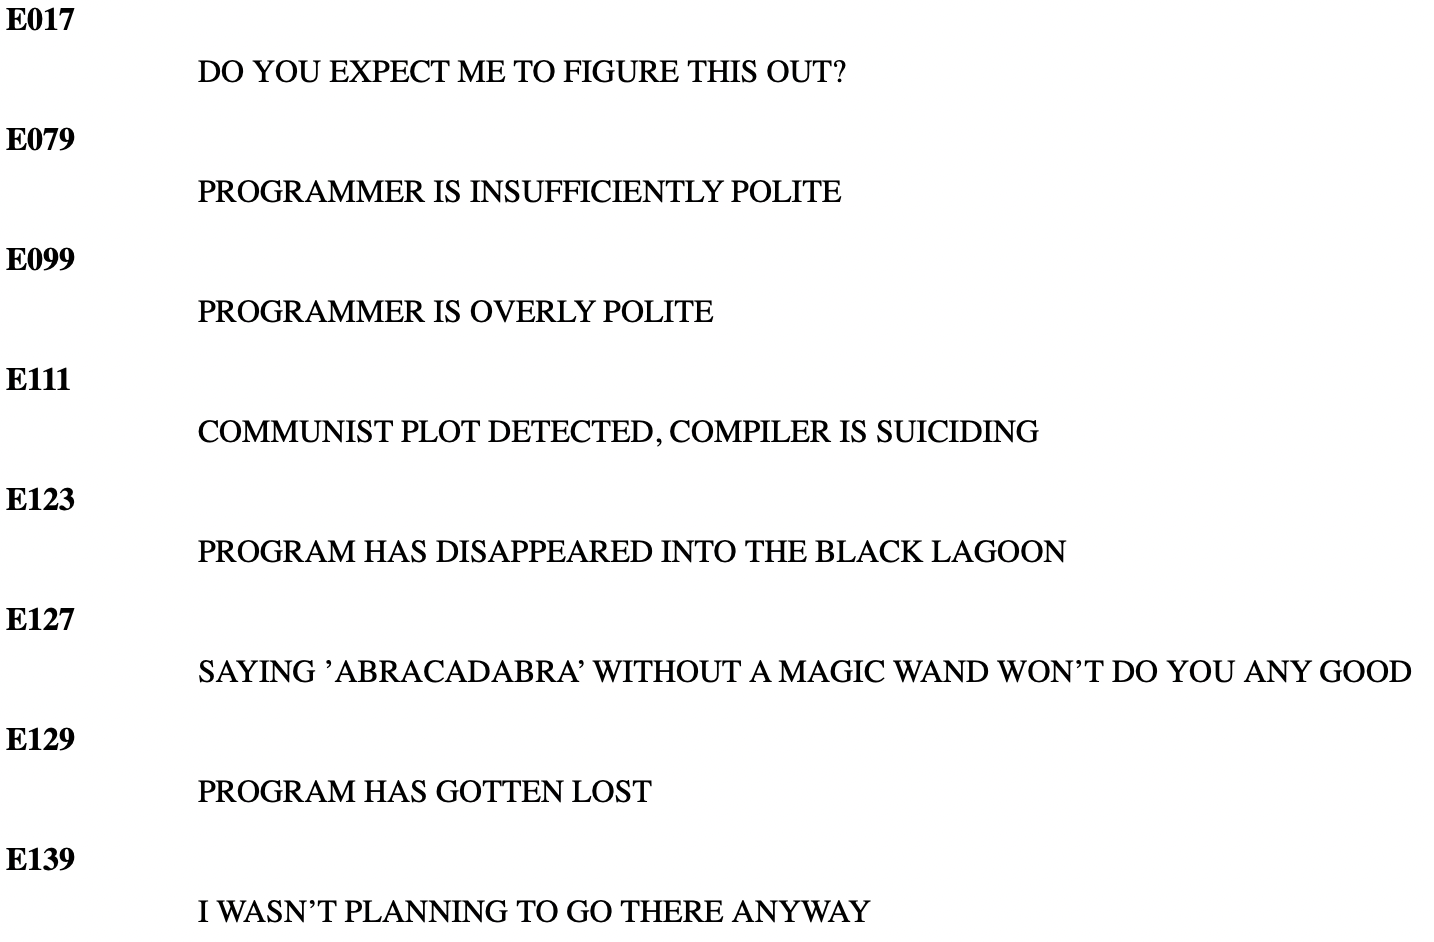 E017
DO YOU EXPECT ME TO FIGURE THIS OUT?
E079
PROGRAMMER IS INSUFFICIENTLY POLITE
E099
PROGRAMMER IS OVERLY POLITE
E111
COMMUNIST PLOT DETECTED, COMPILER IS SUICIDING
E123
PROGRAM HAS DISAPPEARED INTO THE BLACK LAGOON
E127
SAYING ’ABRACADABRA’ WITHOUT A MAGIC WAND WON’T DO YOU ANY GOOD
E129
PROGRAM HAS GOTTEN LOST
E139
I WASN’T PLANNING TO GO THERE ANYWAY